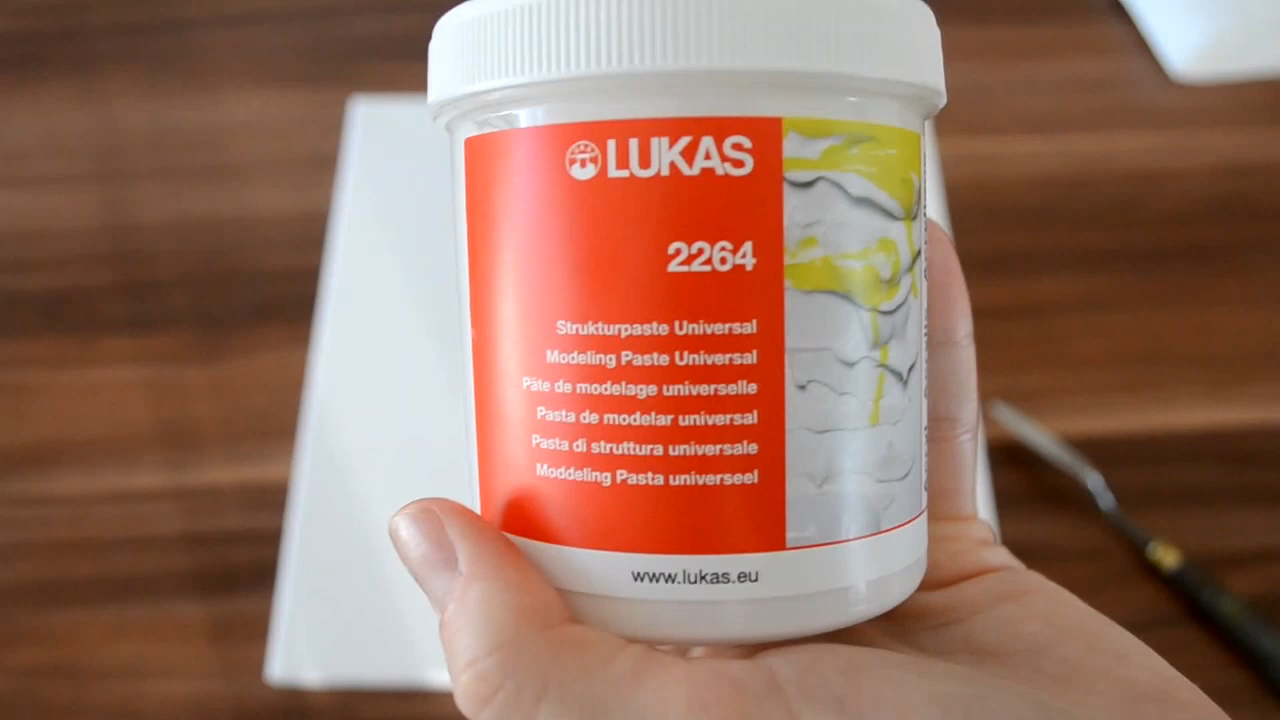 LUKAS
2264
Strukturpaste Universal
Modeling Paste Universal
Pâte de modelage universelle
Pasta de modelar universal
Pasta di struttura universale
Moddeling Pasta universeel
www.lukas.eu